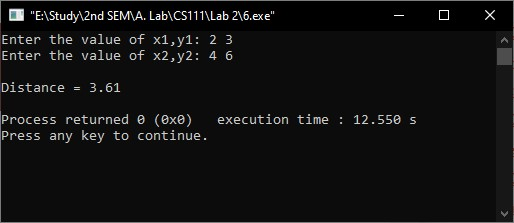 "E:\Study\2nd SEM\A. Lab\CS111\Lab 2\6.exe"
Enter the value of x1,y1: 2 3
Enter the value of x2,y2: 4 6
Distance = 3.61
Process returned 0 (0x0)   execution time : 12.550 s
Press any key to continue.